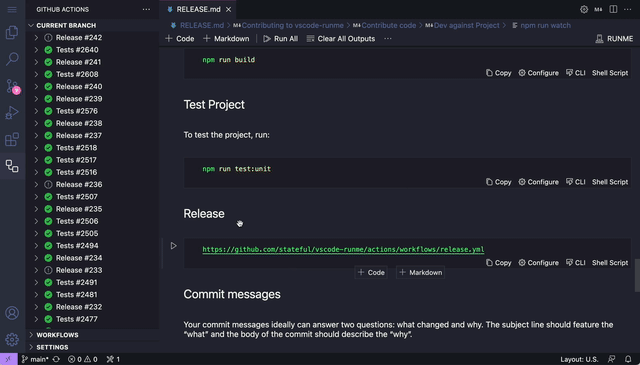 GITHUB ACTIONS
CURRENT BRANCH
Release #242
Tests #2640
Release #241
Tests #2608
Release #240
Release #239
Tests #2576
Release #238
Release #237
Tests #2518
Tests #2517
Tests #2516
Release #236
Tests #2507
Release #235
Tests #2506
Tests #2505
Tests #2494
Release #234
Release #233
Tests #2491
Tests #2481
Release #232
Tests #2477
WORKFLOWS
SETTINGS
RELEASE.md
RELEASE.md > Contributing to vscode-runme > Contribute code > Dev against Project > npm run watch
+ Code + Markdown Run All Clear All Outputs ... RUNME
npm run build
Copy Configure CLI Shell Script
Test Project
To test the project, run:
npm run test:unit
Copy Configure CLI Shell Script
Release
https://github.com/stateful/vscode-runme/actions/workflows/release.yml
Copy Configure CLI Shell Script
+ Code + Markdown
Commit messages
Your commit messages ideally can answer two questions: what changed and why. The subject line should feature the
"what" and the body of the commit should describe the "why".
main* 0 0 1 Layout: U.S.